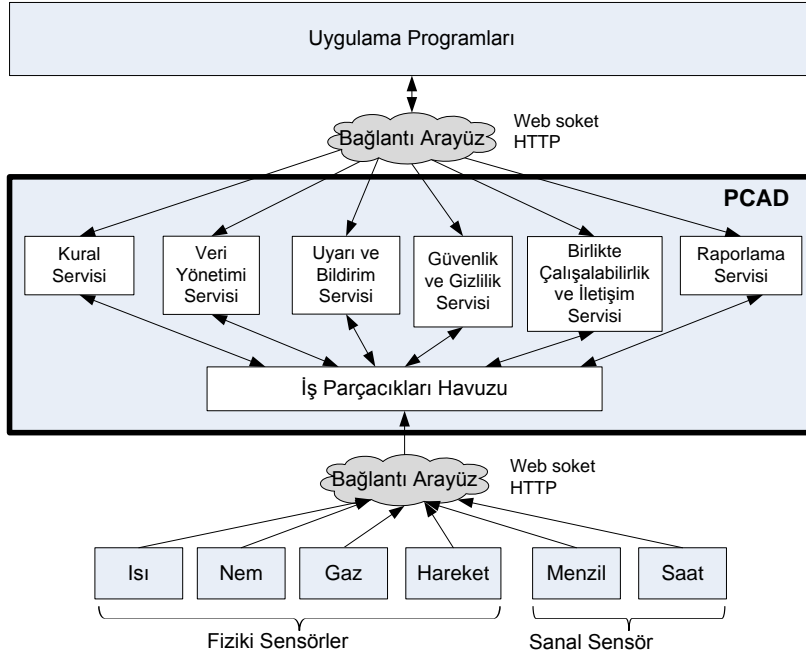 Uygulama Programları
Bağlantı Arayüz
Web soket
HTTP
PCAD
Kural
Servisi
Veri
Yönetimi
Servisi
Uyarı ve
Bildirim
Servisi
Güvenlik
ve Gizlilik
Servisi
Birlikte
Çalışalabilirlik
ve İletişim
Servisi
Raporlama
Servisi
İş Parçacıkları Havuzu
Bağlantı Arayüz
Web soket
HTTP
Isı
Nem
Gaz
Hareket
Menzil
Saat
Fiziki Sensörler
Sanal Sensör